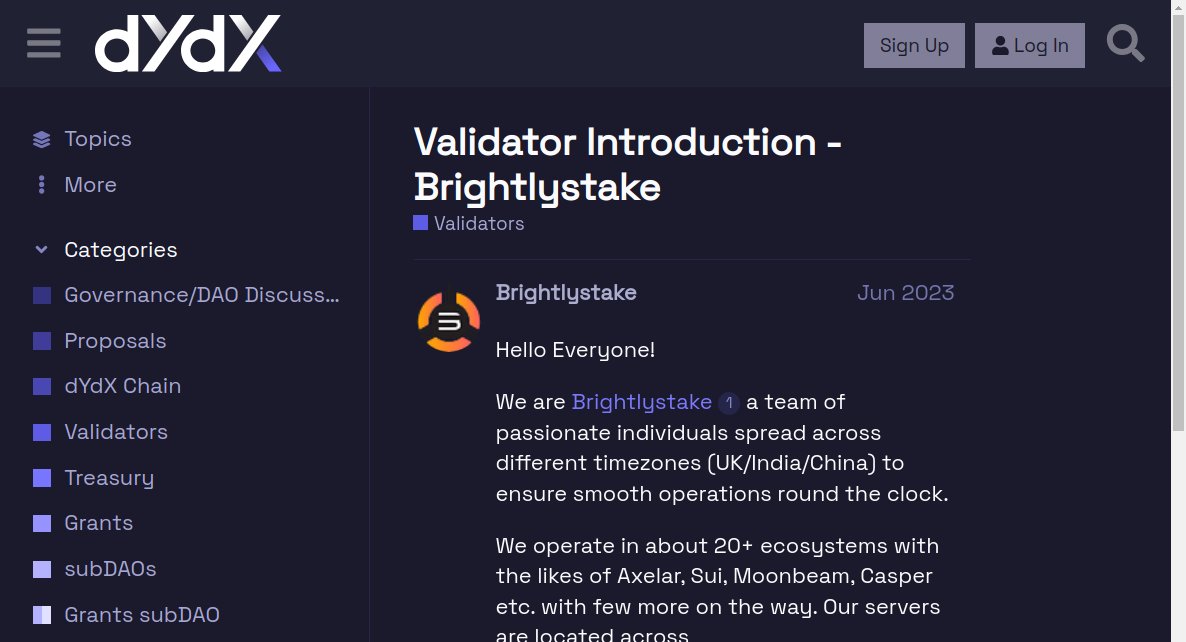 dYdX
Sign Up
Log In
Topics
More
Categories
Governance/DAO Discuss...
Proposals
dYdX Chain
Validators
Treasury
Grants
subDAOs
Grants subDAO
Validator Introduction -
Brightlystake
Validators
Brightlystake
Jun 2023
Hello Everyone!
We are Brightlystake 1 a team of
passionate individuals spread across
different timezones (UK/India/China) to
ensure smooth operations round the clock.
We operate in about 20+ ecosystems with
the likes of Axelar, Sui, Moonbeam, Casper
etc. with few more on the way. Our servers
are located across